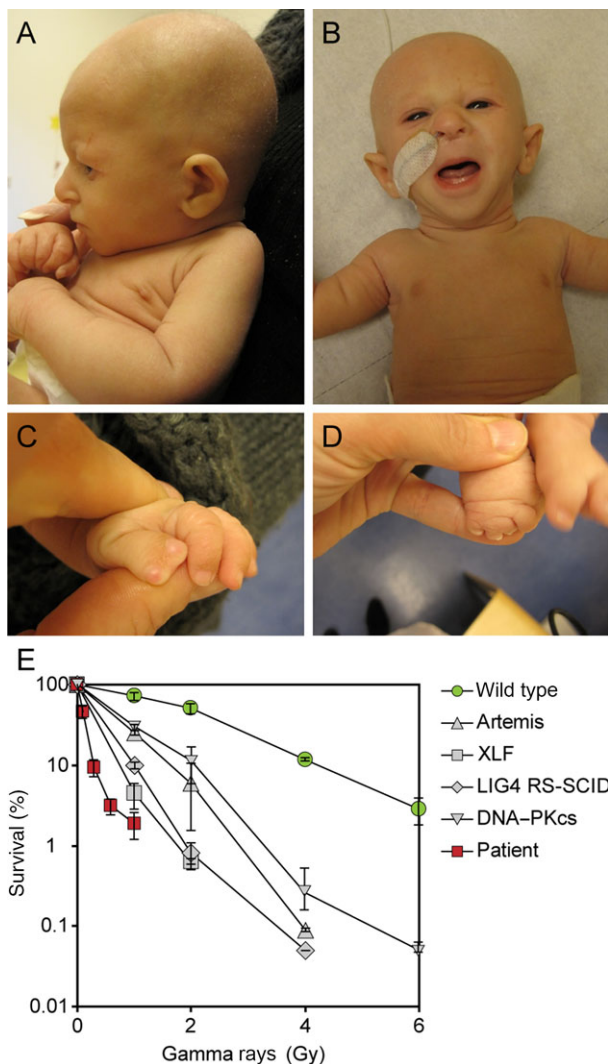 A
B
C
D
E
100
10
1
0.1
0.01
Survival (%)
0
2
4
6
Gamma rays (Gy)
Wild type
Artemis
XLF
LIG4 RS-SCID
DNA–PKcs
Patient